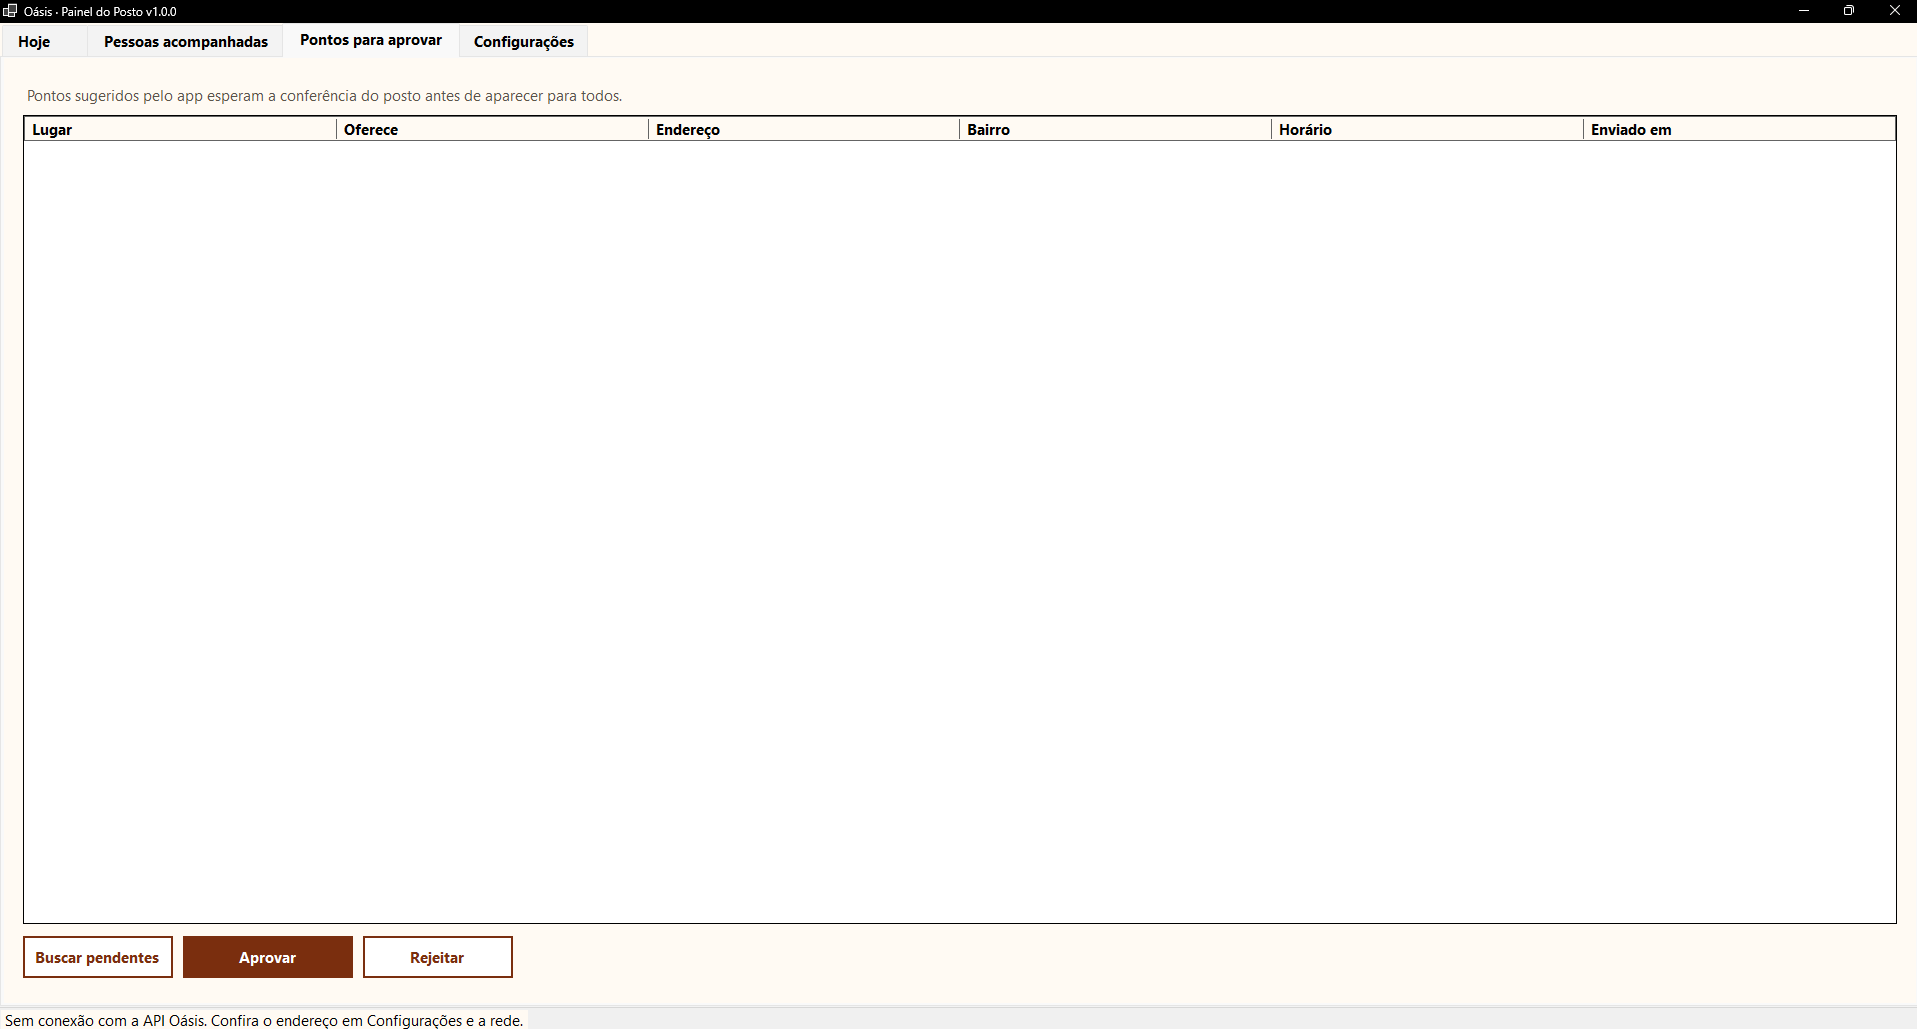 Oásis · Painel do Posto v1.0.0
Hoje
Pessoas acompanhadas
Pontos para aprovar
Configurações
Pontos sugeridos pelo app esperam a conferência do posto antes de aparecer para todos.
Lugar
Oferece
Endereço
Bairro
Horário
Enviado em
Buscar pendentes
Aprovar
Rejeitar
Sem conexão com a API Oásis. Confira o endereço em Configurações e a rede.